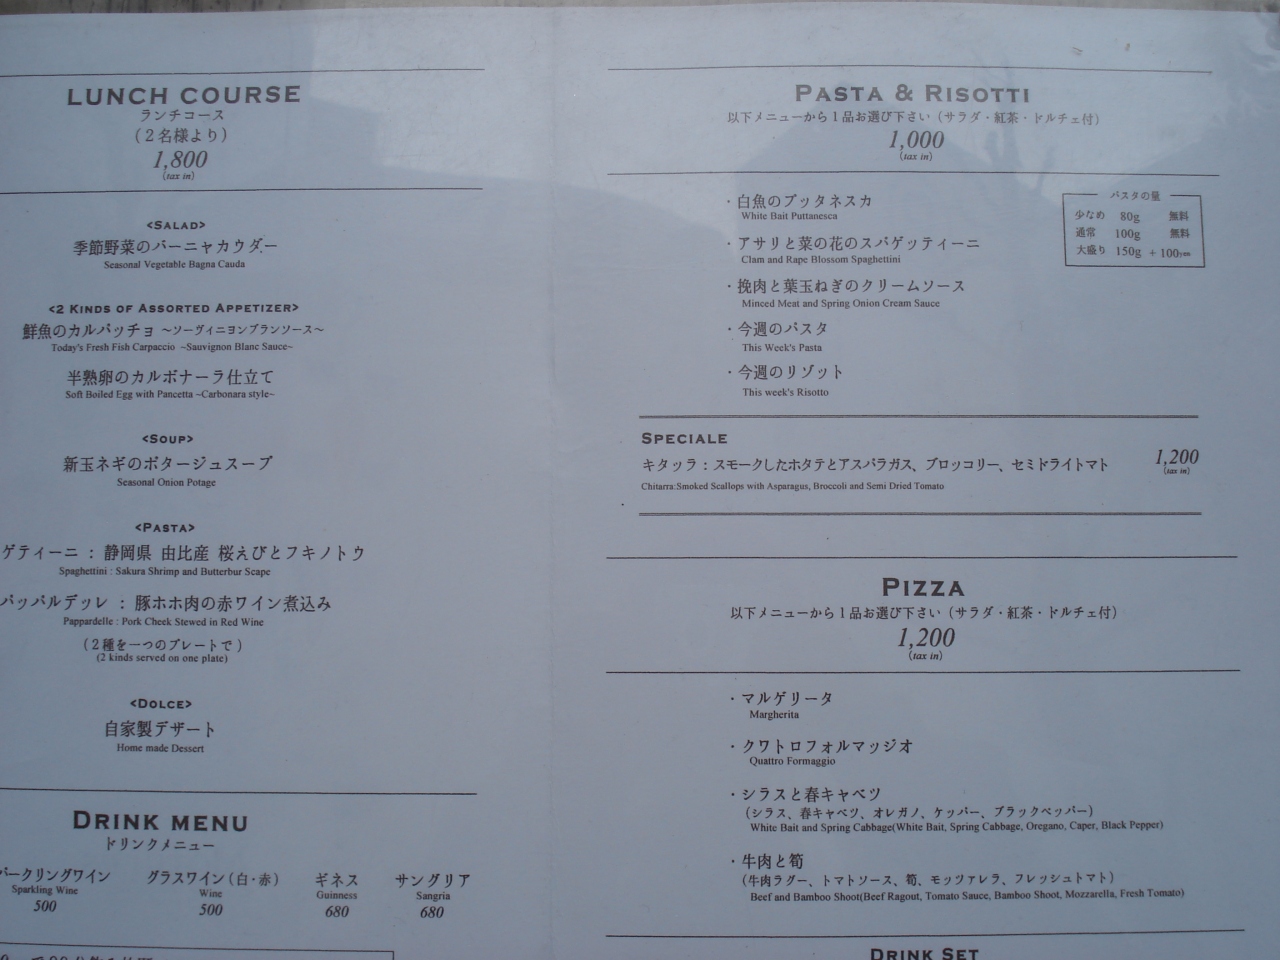 LUNCH COURSE
ランチコース
(２名様より)
1,800
(tax in)
<SALAD>
季節野菜のバーニャカウダー
Seasonal Vegetable Bagna Cauda
<2 KINDS OF ASSORTED APPETIZER>
鮮魚のカルパッチョ ～ソーヴィニヨンブランソース～
Today's Fresh Fish Carpaccio ~Sauvignon Blanc Sauce~
半熟卵のカルボナーラ仕立て
Soft Boiled Egg with Pancetta ~Carbonara style~
<SOUP>
新玉ネギのポタージュスープ
Seasonal Onion Potage
<PASTA>
ゲティーニ : 静岡県 由比産 桜えびとフキノトウ
Spaghettini : Sakura Shrimp and Butterbur Scape
パッパルデッレ : 豚ホホ肉の赤ワイン煮込み
Pappardelle : Pork Cheek Stewed in Red Wine
(２種を一つのプレートで)
(2 kinds served on one plate)
<DOLCE>
自家製デザート
Home made Dessert
DRINK MENU
ドリンクメニュー
パークリングワイン
Sparkling Wine
500
グラスワイン(白・赤)
Wine
500
ギネス
Guinness
680
サングリア
Sangria
680
PASTA & RISOTTI
以下メニューから１品お選び下さい（サラダ・紅茶・ドルチェ付）
1,000
(tax in)
・白魚のプッタネスカ
White Bait Puttanesca
・アサリと菜の花のスパゲッティーニ
Clam and Rape Blossom Spaghettini
・挽肉と葉玉ねぎのクリームソース
Minced Meat and Spring Onion Cream Sauce
・今週のパスタ
This Week's Pasta
・今週のリゾット
This week's Risotto
パスタの量
少なめ 80g 無料
通常 100g 無料
大盛り 150g +100yen
SPECIALE
キタッラ：スモークしたホタテとアスパラガス、ブロッコリー、セミドライトマト
1,200
(tax in)
Chitarra:Smoked Scallops with Asparagus, Broccoli and Semi Dried Tomato
PIZZA
以下メニューから１品お選び下さい（サラダ・紅茶・ドルチェ付）
1,200
(tax in)
・マルゲリータ
Margherita
・クワトロフォルマッジオ
Quattro Formaggio
・シラスと春キャベツ
（シラス、春キャベツ、オレガノ、ケッパー、ブラックペッパー）
White Bait and Spring Cabbage(White Bait, Spring Cabbage, Oregano, Caper, Black Pepper)
・牛肉と筍
（牛肉ラグー、トマトソース、筍、モッツァレラ、フレッシュトマト）
Beef and Bamboo Shoot(Beef Ragout, Tomato Sauce, Bamboo Shoot, Mozzarella, Fresh Tomato)
DRINK SET